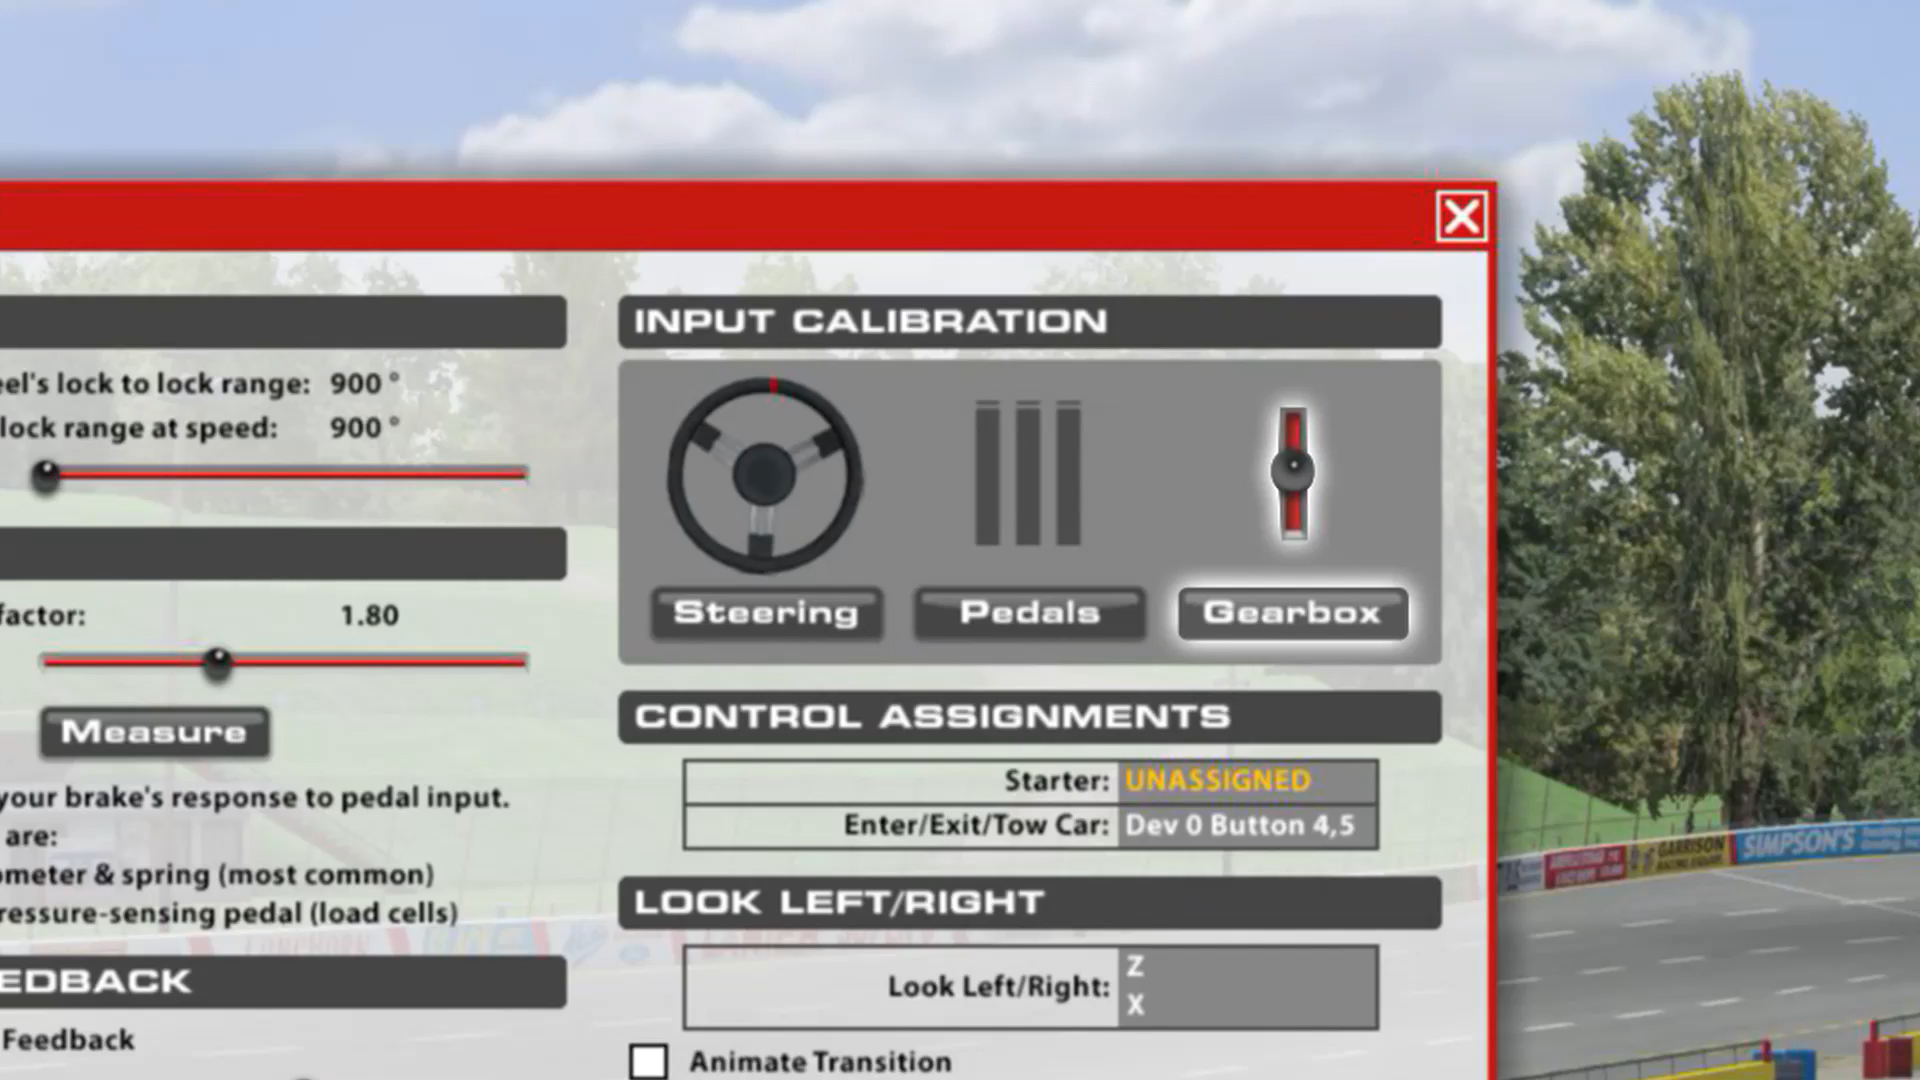 INPUT CALIBRATION
eel's lock to lock range: 900 °
lock range at speed: 900 °
Steering
Pedals
Gearbox
factor: 1.80
Measure
CONTROL ASSIGNMENTS
Starter: UNASSIGNED
Enter/Exit/Tow Car: Dev 0 Button 4,5
your brake's response to pedal input.
are:
ometer & spring (most common)
ressure-sensing pedal (load cells)
LOOK LEFT/RIGHT
Look Left/Right: Z
X
EDBACK
Feedback
Animate Transition
GARRISON
SIMPSON'S